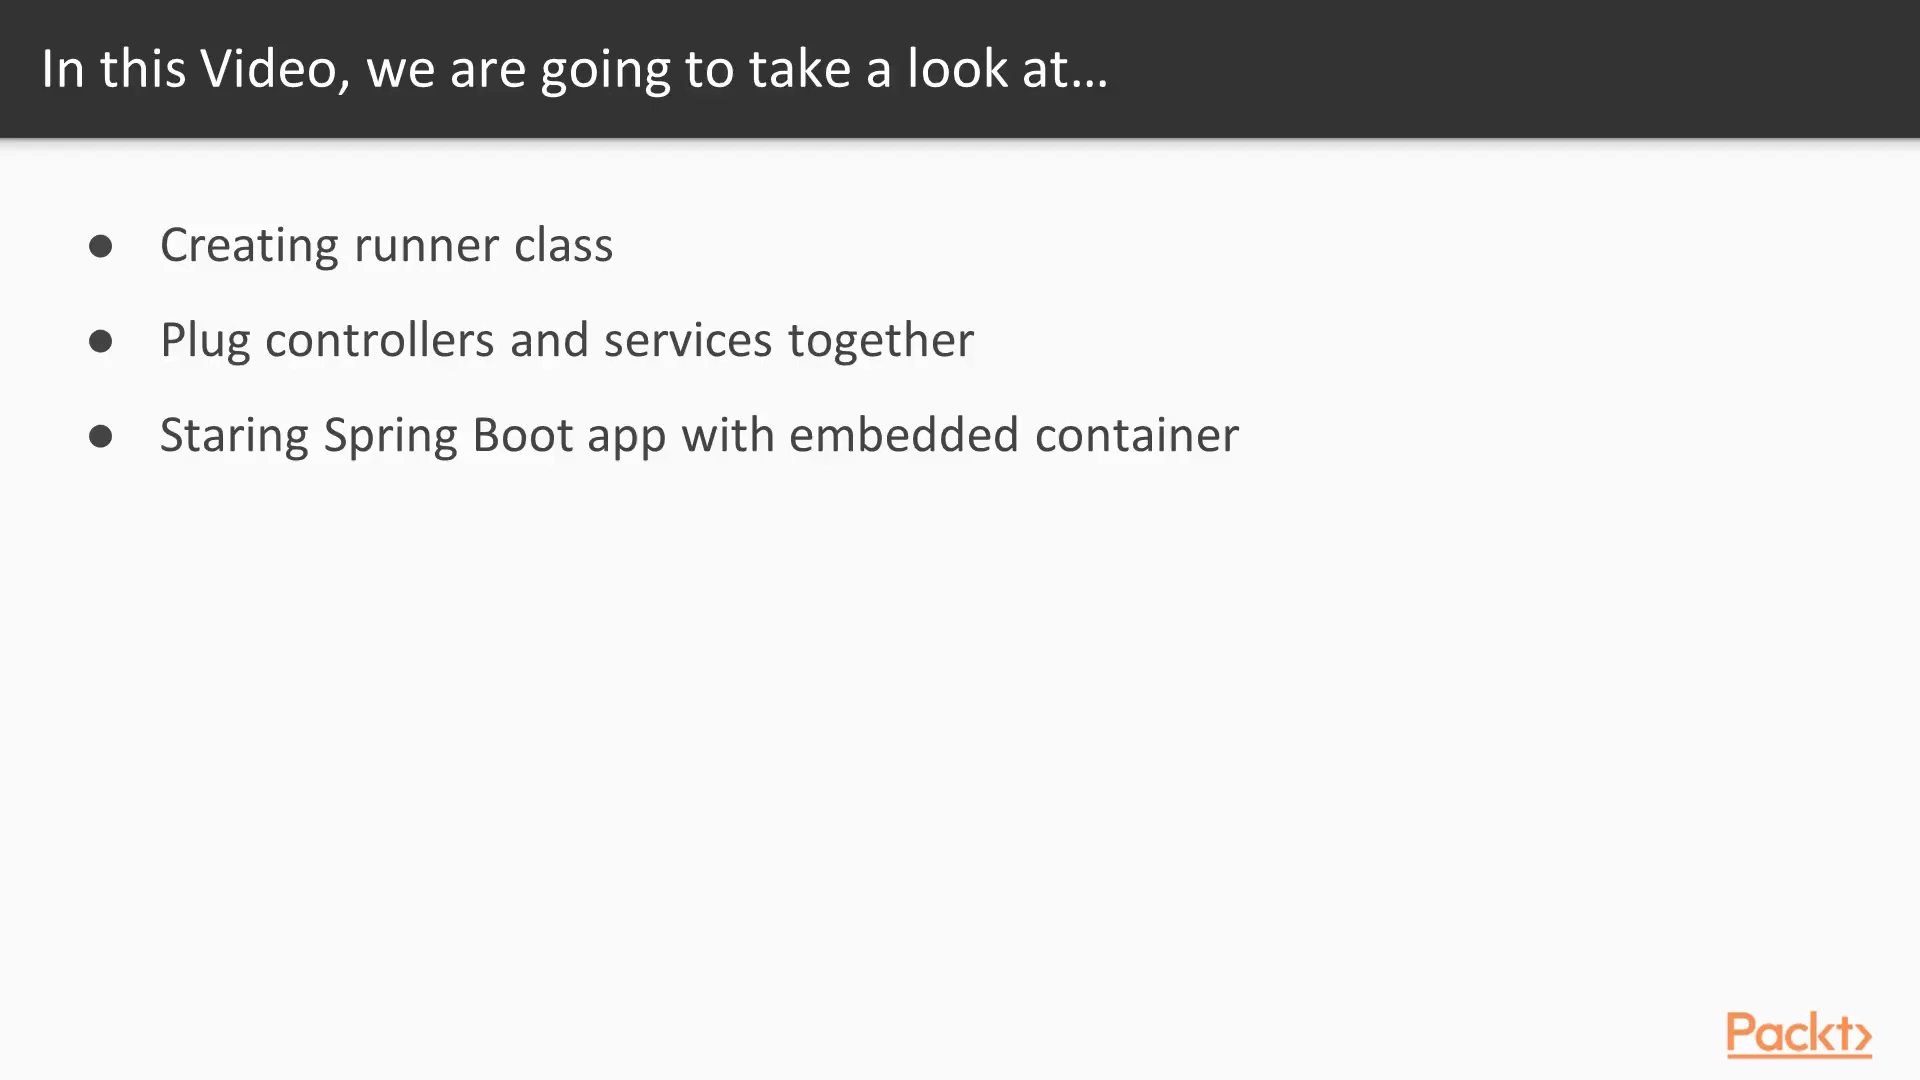 In this Video, we are going to take a look at…
● Creating runner class
● Plug controllers and services together
● Staring Spring Boot app with embedded container
Packt>